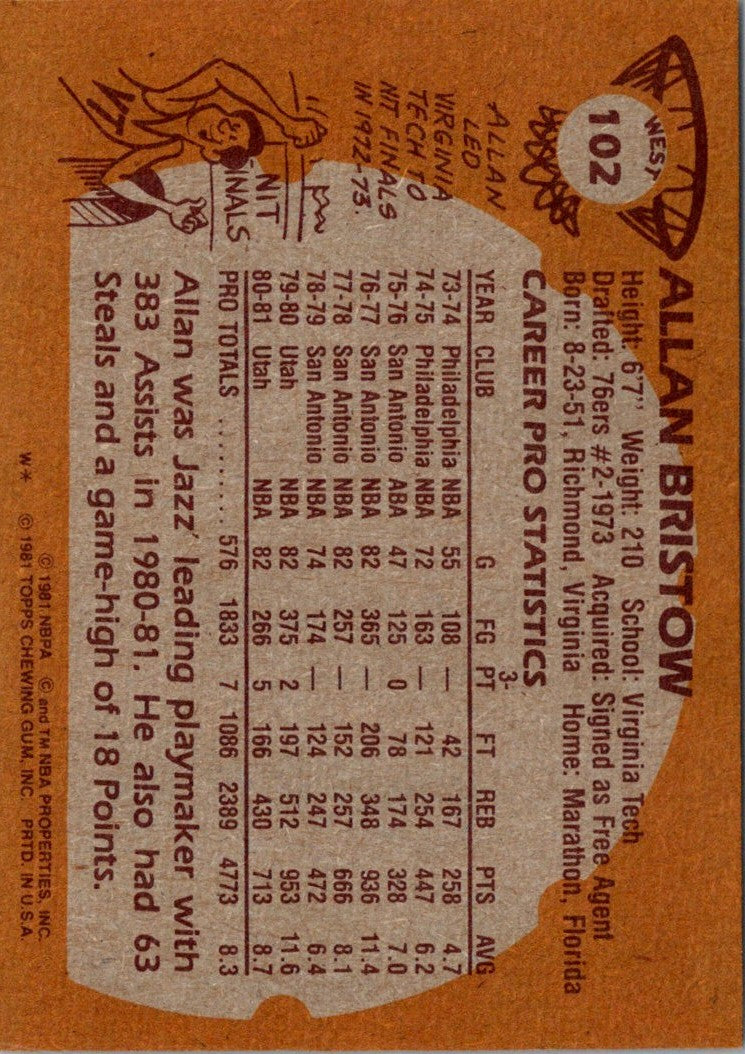 WEST
102
ALLAN BRISTOW
Height: 6'7" Weight: 210 School: Virginia Tech
Drafted: 76ers #2-1973 Acquired: Signed as Free Agent
Born: 8-23-51, Richmond, Virginia Home: Marathon, Florida
CAREER PRO STATISTICS
3-
YEAR CLUB G FG PT FT REB PTS AVG
73-74 Philadelphia NBA 55 108 — 42 167 258 4.7
74-75 Philadelphia NBA 72 163 — 121 254 447 6.2
75-76 San Antonio ABA 47 125 0 78 174 328 7.0
76-77 San Antonio NBA 82 365 — 206 348 936 11.4
77-78 San Antonio NBA 82 257 — 152 257 666 8.1
78-79 San Antonio NBA 74 174 — 124 247 472 6.4
79-80 Utah NBA 82 375 2 197 512 953 11.6
80-81 Utah NBA 82 266 5 166 430 713 8.7
PRO TOTALS ......... 576 1833 7 1086 2389 4773 8.3
Allan was Jazz' leading playmaker with
383 Assists in 1980-81. He also had 63
Steals and a game-high of 18 Points.
ALLAN
LED
VIRGINIA
TECH TO
NIT FINALS
IN 1972-73.
NIT
FINALS
VT
© 1981 NBPA © and TM NBA PROPERTIES, INC.
W* © 1981 TOPPS CHEWING GUM, INC. PRTD. IN U.S.A.